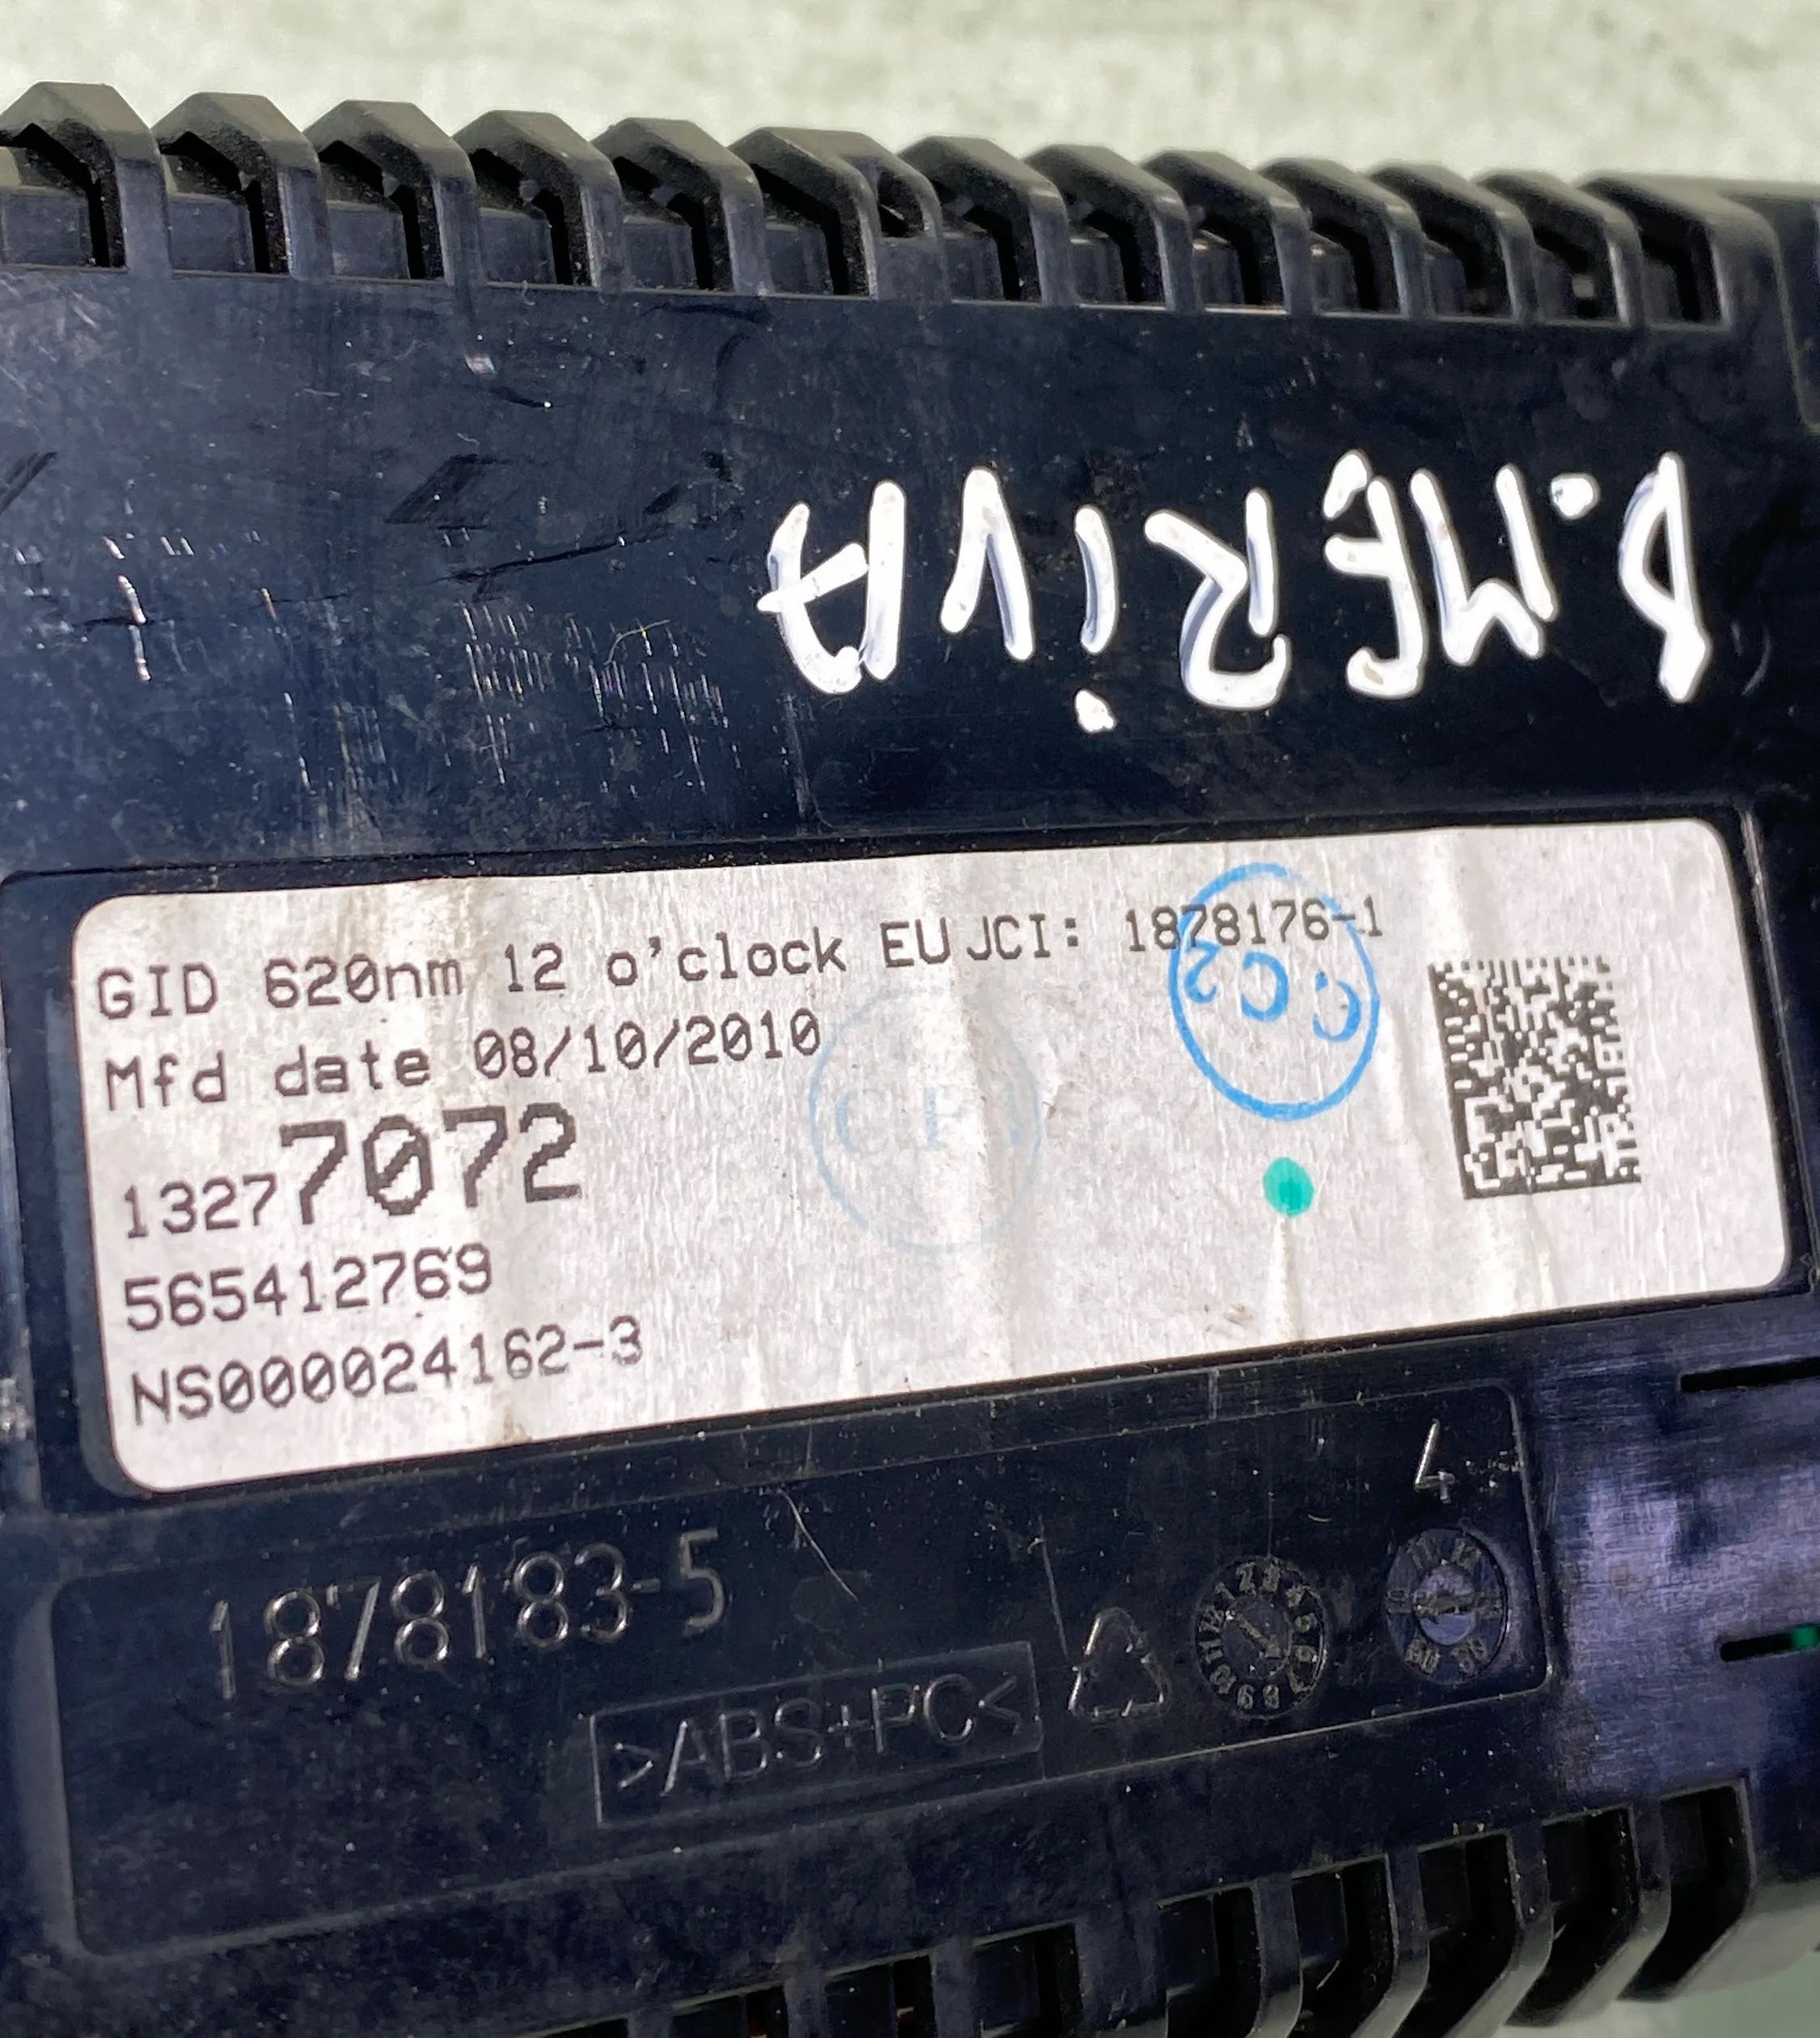 D.MERiVA
GID 620nm 12 o'clock EU JCI: 1878176-1
CC2
Mfd date 08/10/2010
13277072
565412769
NS000024162-3
4
1878183-5
>ABS+PC<